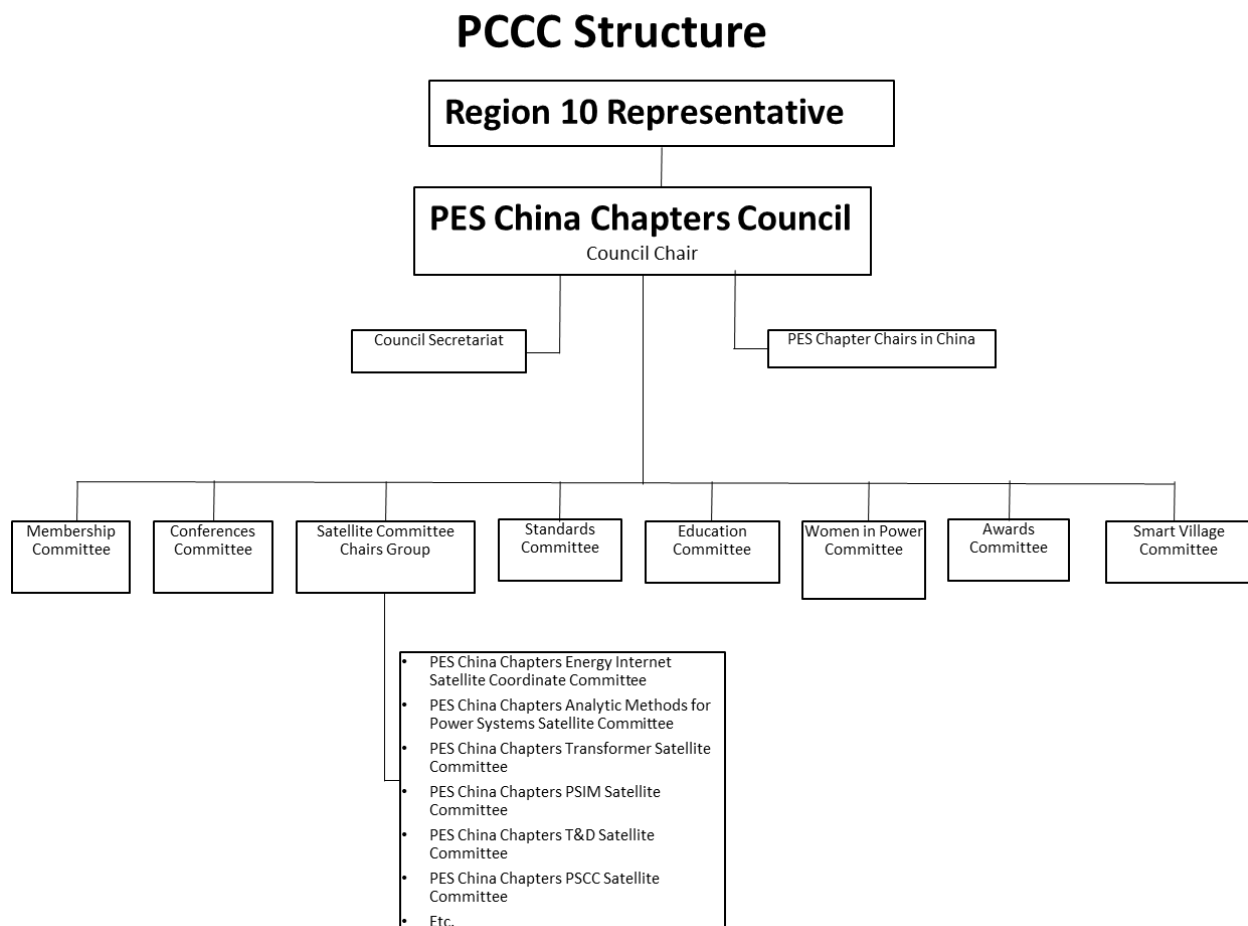 PCCC Structure
Region 10 Representative
PES China Chapters Council
Council Chair
Council Secretariat
PES Chapter Chairs in China
Membership
Committee
Conferences
Committee
Satellite Committee
Chairs Group
Standards
Committee
Education
Committee
Women in Power
Committee
Awards
Committee
Smart Village
Committee
• PES China Chapters Energy Internet
Satellite Coordinate Committee
• PES China Chapters Analytic Methods for
Power Systems Satellite Committee
• PES China Chapters Transformer Satellite
Committee
• PES China Chapters PSIM Satellite
Committee
• PES China Chapters T&D Satellite
Committee
• PES China Chapters PSCC Satellite
Committee
• Etc.